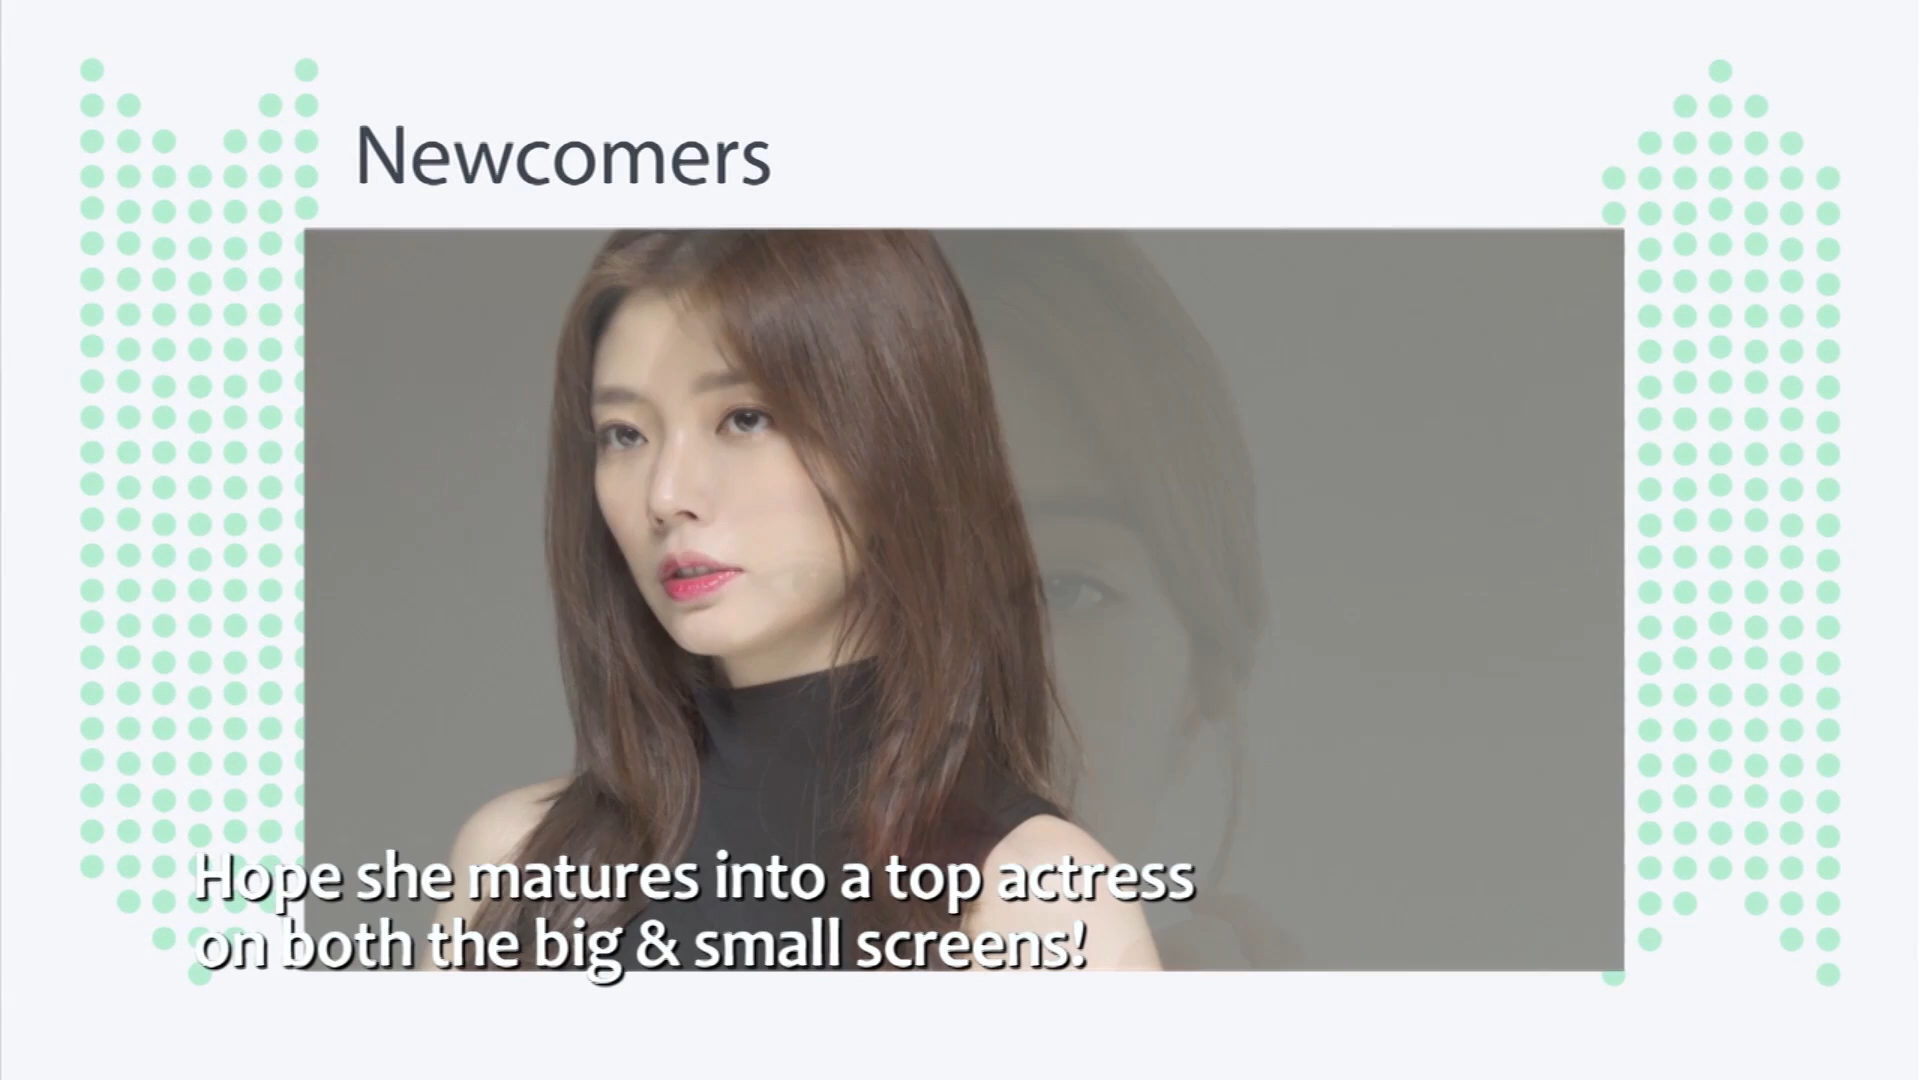 Newcomers
Hope she matures into a top actress
on both the big & small screens!